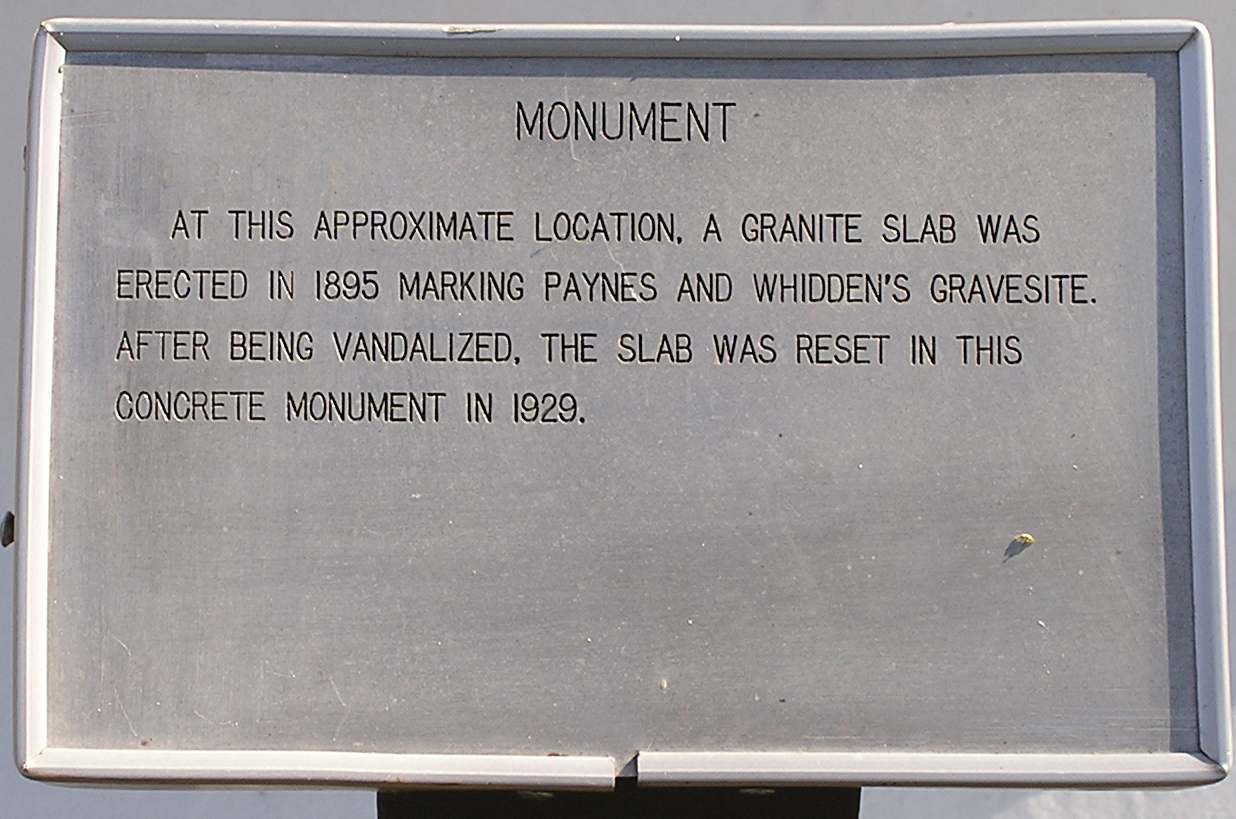 MONUMENT
AT THIS APPROXIMATE LOCATION, A GRANITE SLAB WAS
ERECTED IN 1895 MARKING PAYNES AND WHIDDEN'S GRAVESITE.
AFTER BEING VANDALIZED, THE SLAB WAS RESET IN THIS
CONCRETE MONUMENT IN 1929.